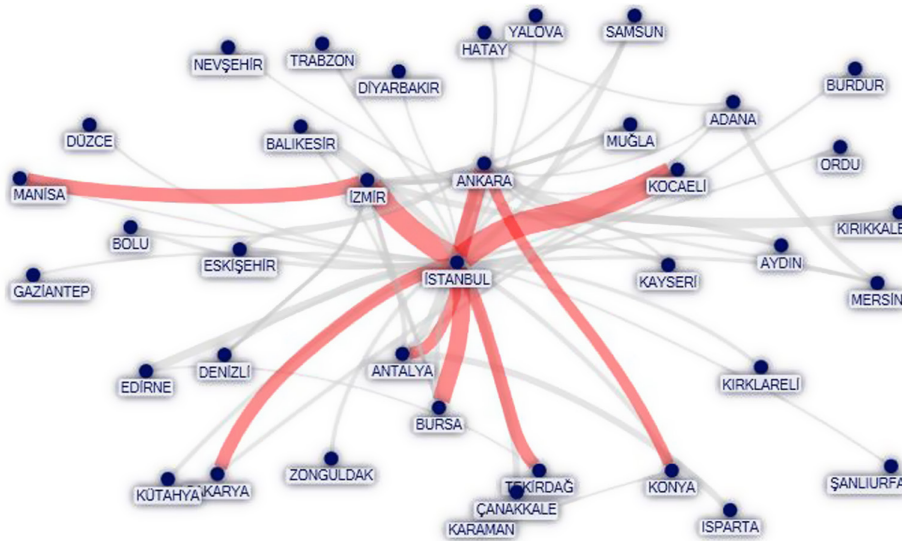 YALOVA
SAMSUN
HATAY
TRABZON
NEVŞEHİR
DİYARBAKIR
BURDUR
ADANA
DÜZCE
BALIKESİR
MUĞLA
ORDU
MANİSA
İZMİR
ANKARA
KOCAELİ
KIRIKKALE
BOLU
ESKİŞEHİR
İSTANBUL
KAYSERİ
AYDIN
GAZİANTEP
MERSİN
EDİRNE
DENİZLİ
ANTALYA
KIRKLARELİ
BURSA
ZONGULDAK
KÜTAHYA
AKARYA
TEKİRDAĞ
KONYA
ŞANLIURFA
ÇANAKKALE
KARAMAN
ISPARTA